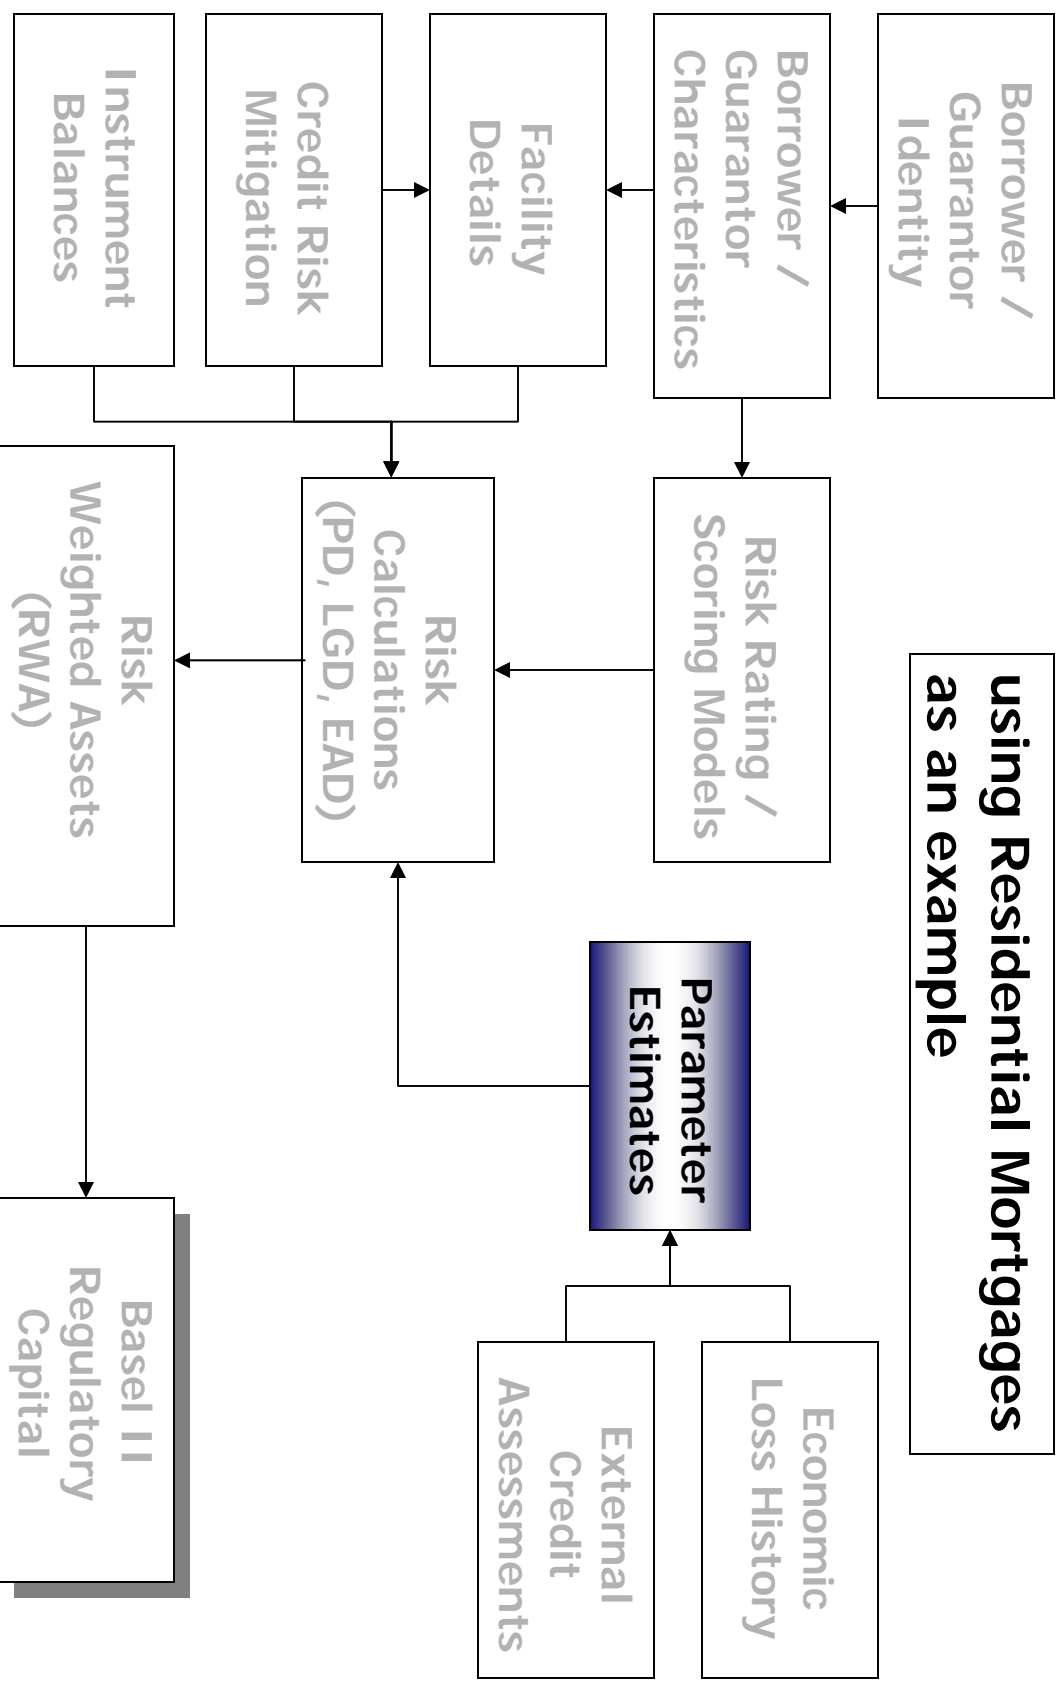 using Residential Mortgages
as an example
Borrower /
Guarantor
Identity
Borrower /
Guarantor
Characteristics
Facility
Details
Credit Risk
Mitigation
Instrument
Balances
Risk Rating /
Scoring Models
Risk
Calculations
(PD, LGD, EAD)
Risk
Weighted Assets
(RWA)
Parameter
Estimates
Economic
Loss History
External
Credit
Assessments
Basel II
Regulatory
Capital